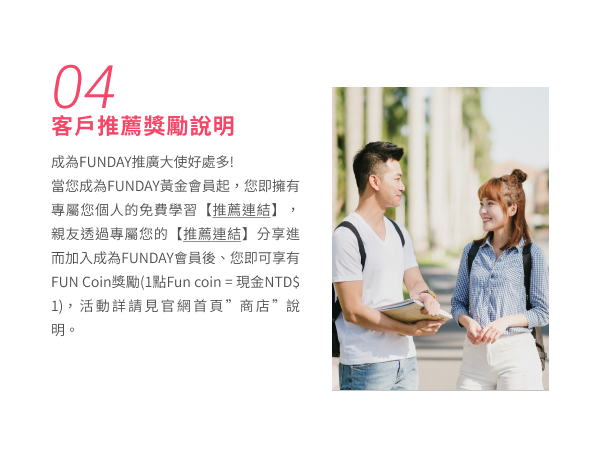 04
客戶推薦獎勵說明
成為FUNDAY推廣大使好處多!
當您成為FUNDAY黃金會員起，您即擁有
專屬您個人的免費學習【推薦連結】，
親友透過專屬您的【推薦連結】分享進
而加入成為FUNDAY會員後、您即可享有
FUN Coin獎勵(1點Fun coin = 現金NTD$
1)，活動詳請見官網首頁”商店”說
明。